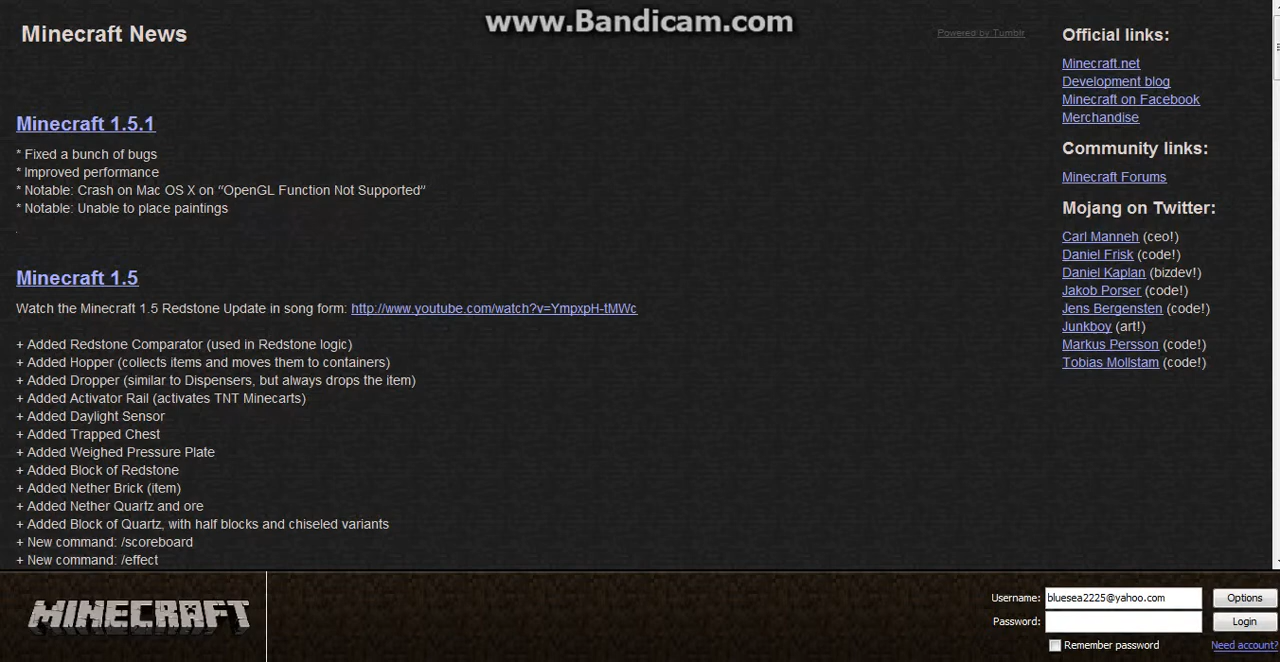 www.Bandicam.com
Minecraft News
Powered by Tumblr
Minecraft 1.5.1
* Fixed a bunch of bugs
* Improved performance
* Notable: Crash on Mac OS X on “OpenGL Function Not Supported”
* Notable: Unable to place paintings
.
Minecraft 1.5
Watch the Minecraft 1.5 Redstone Update in song form: http://www.youtube.com/watch?v=YmpxpH-tMWc
+ Added Redstone Comparator (used in Redstone logic)
+ Added Hopper (collects items and moves them to containers)
+ Added Dropper (similar to Dispensers, but always drops the item)
+ Added Activator Rail (activates TNT Minecarts)
+ Added Daylight Sensor
+ Added Trapped Chest
+ Added Weighed Pressure Plate
+ Added Block of Redstone
+ Added Nether Brick (item)
+ Added Nether Quartz and ore
+ Added Block of Quartz, with half blocks and chiseled variants
+ New command: /scoreboard
+ New command: /effect
Official links:
Minecraft.net
Development blog
Minecraft on Facebook
Merchandise
Community links:
Minecraft Forums
Mojang on Twitter:
Carl Manneh (ceo!)
Daniel Frisk (code!)
Daniel Kaplan (bizdev!)
Jakob Porser (code!)
Jens Bergensten (code!)
Junkboy (art!)
Markus Persson (code!)
Tobias Mollstam (code!)
MINECRAFT
Username: bluesea2225@yahoo.com Options
Password: Login
Remember password Need account?